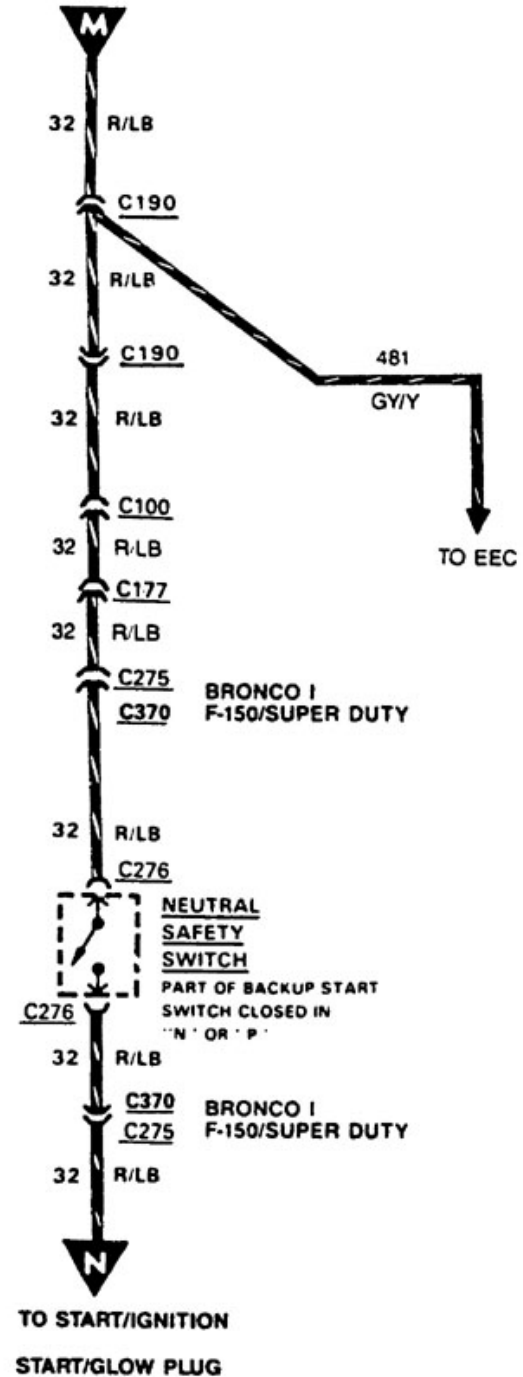 M
32 R/LB
C190
32 R/LB
481
C190
GY/Y
32 R/LB
C100
TO EEC
32 R/LB
C177
32 R/LB
C275 BRONCO I
C370 F-150/SUPER DUTY
32 R/LB
C276
NEUTRAL
SAFETY
SWITCH
PART OF BACKUP START
SWITCH CLOSED IN
"N" OR "P"
C276
32 R/LB
C370 BRONCO I
C275 F-150/SUPER DUTY
32 R/LB
N
TO START/IGNITION
START/GLOW PLUG